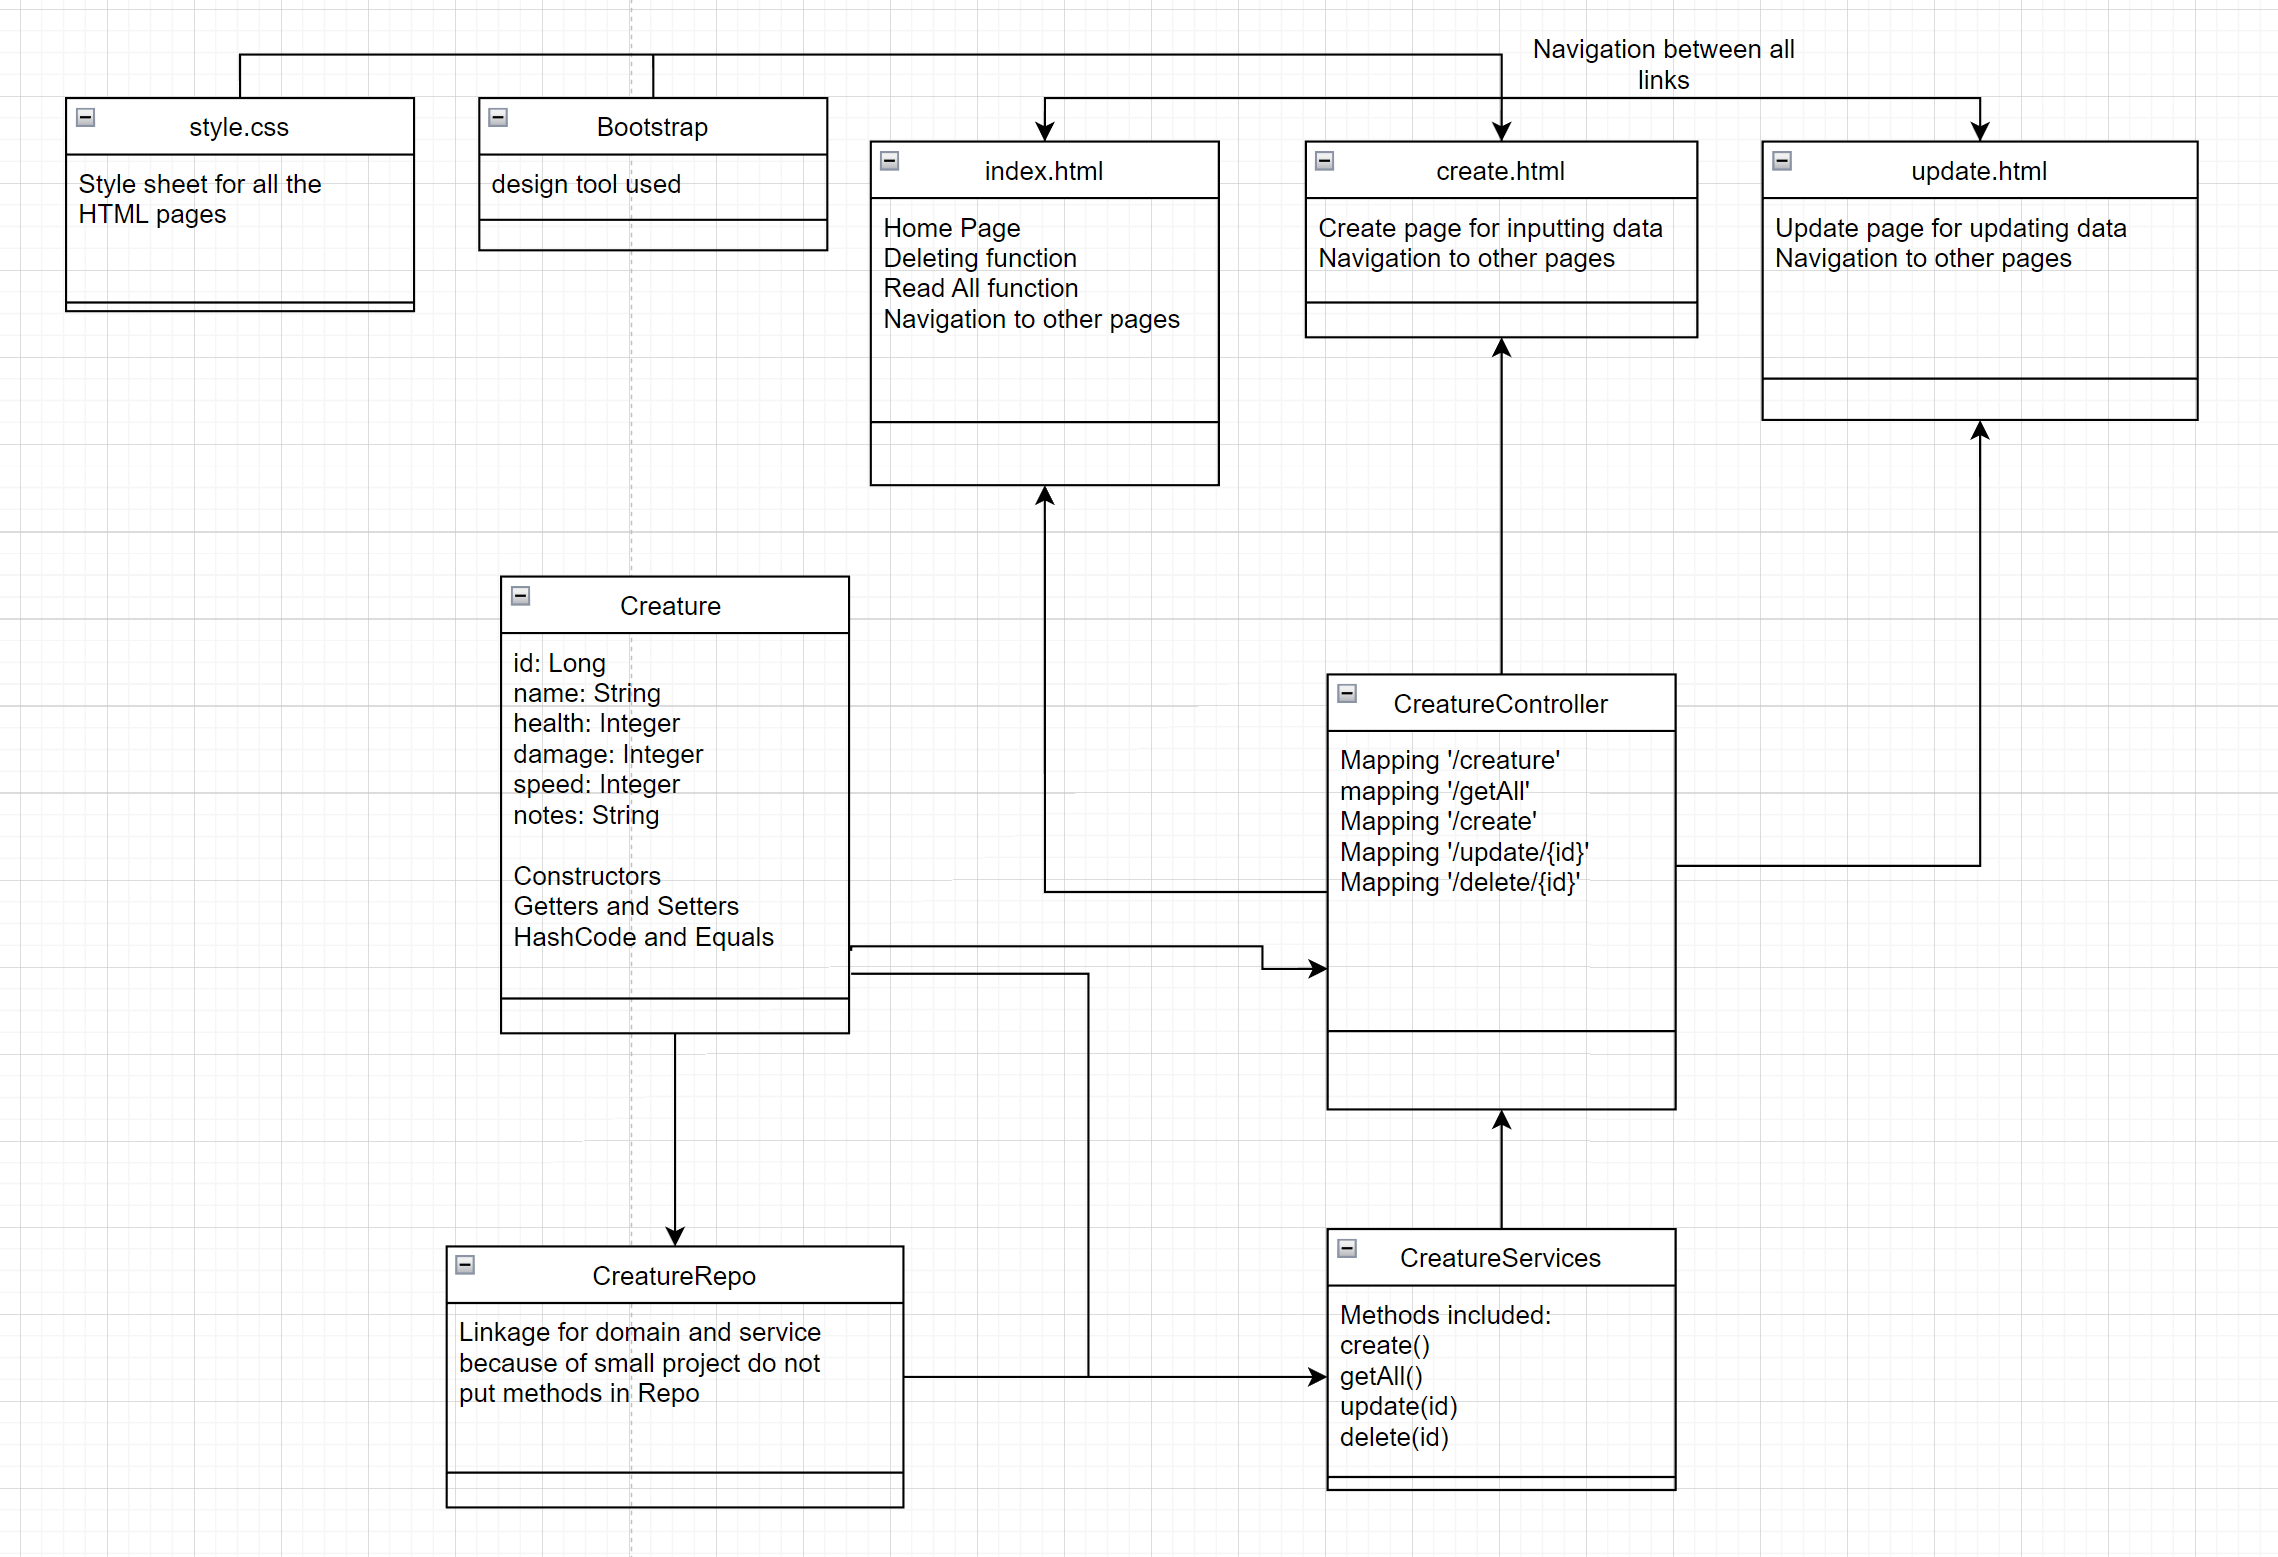 Navigation between all
links
style.css
Style sheet for all the
HTML pages
Bootstrap
design tool used
index.html
Home Page
Deleting function
Read All function
Navigation to other pages
create.html
Create page for inputting data
Navigation to other pages
update.html
Update page for updating data
Navigation to other pages
Creature
id: Long
name: String
health: Integer
damage: Integer
speed: Integer
notes: String
Constructors
Getters and Setters
HashCode and Equals
CreatureController
Mapping '/creature'
mapping '/getAll'
Mapping '/create'
Mapping '/update/{id}'
Mapping '/delete/{id}'
CreatureRepo
Linkage for domain and service
because of small project do not
put methods in Repo
CreatureServices
Methods included:
create()
getAll()
update(id)
delete(id)